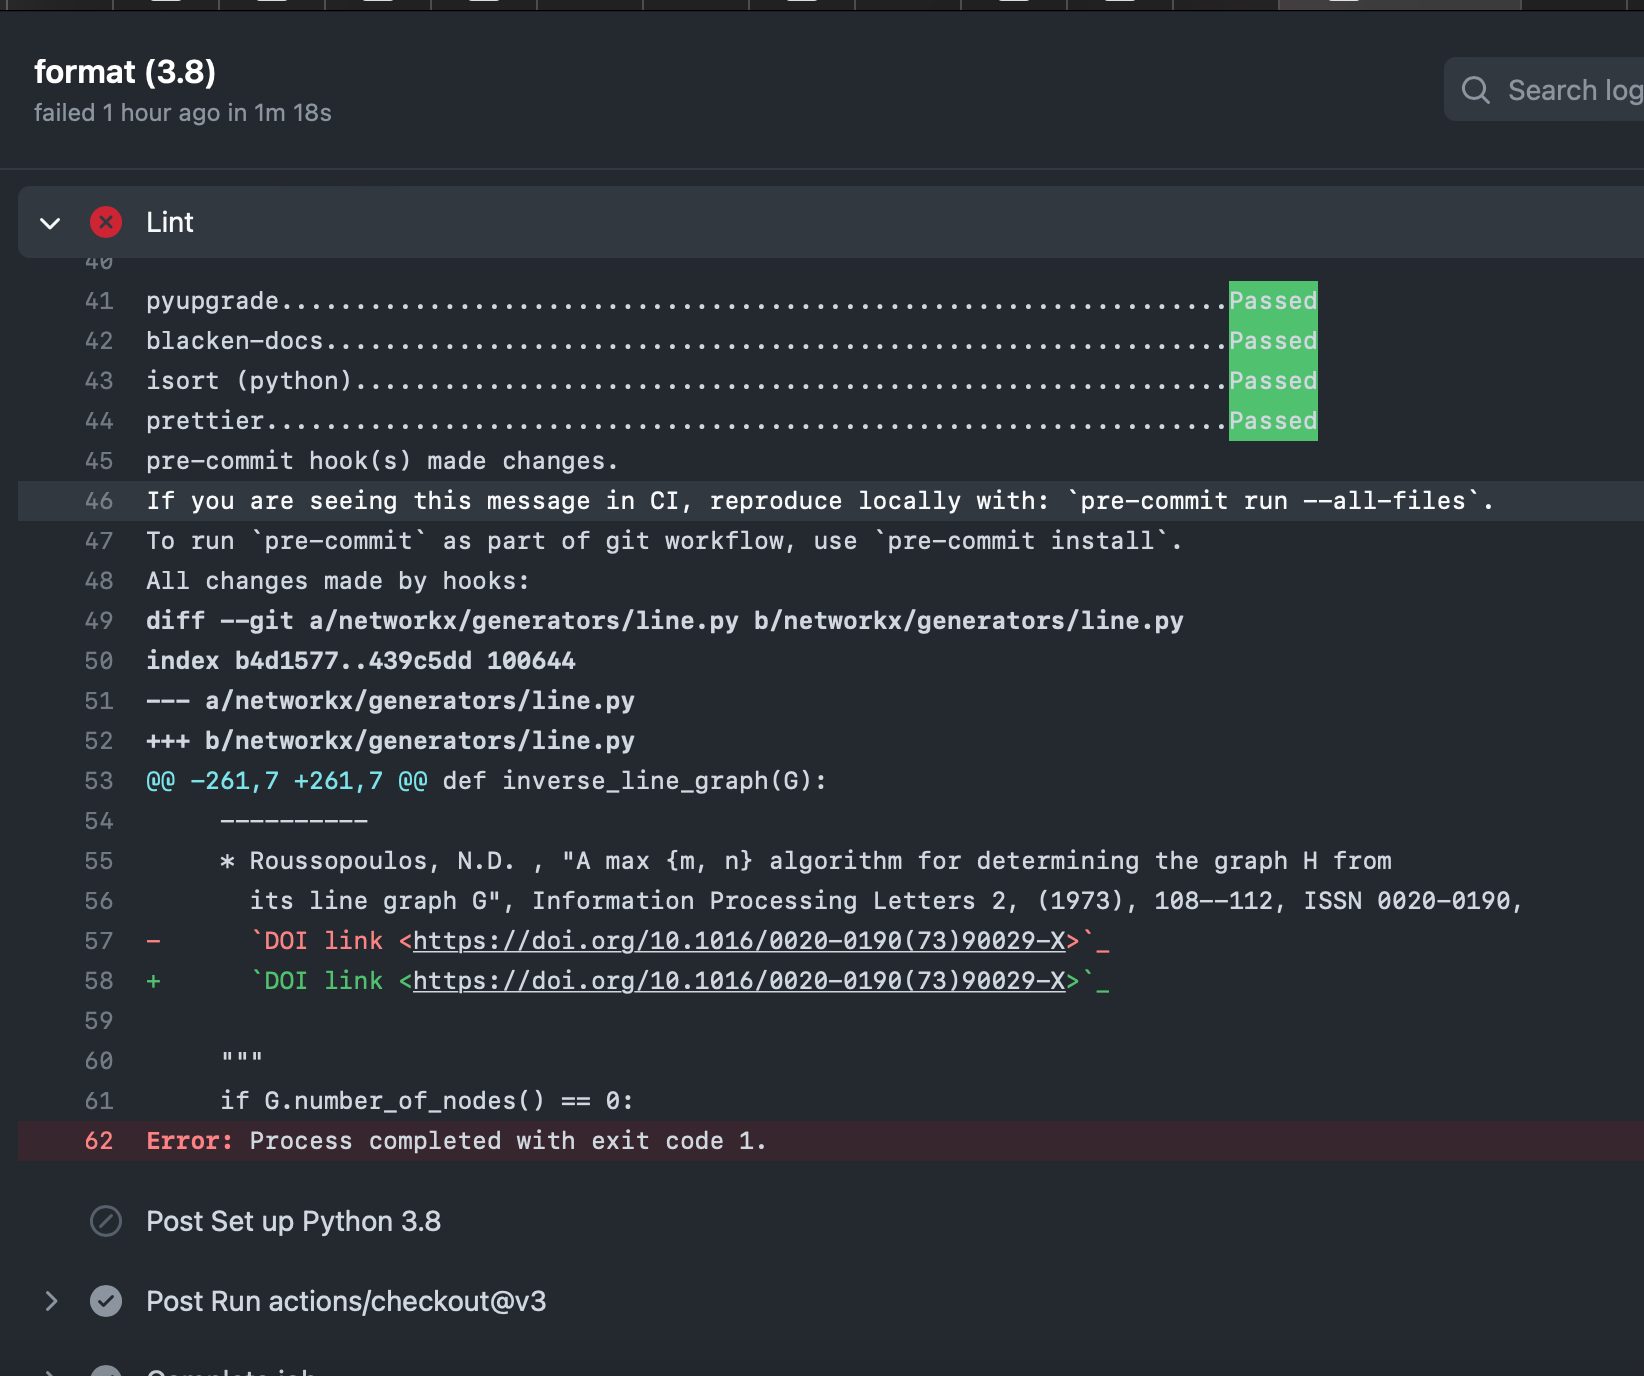 format (3.8)
failed 1 hour ago in 1m 18s
Search log
Lint
40
41 pyupgrade................................................................Passed
42 blacken-docs.............................................................Passed
43 isort (python)...........................................................Passed
44 prettier.................................................................Passed
45 pre-commit hook(s) made changes.
46 If you are seeing this message in CI, reproduce locally with: `pre-commit run --all-files`.
47 To run `pre-commit` as part of git workflow, use `pre-commit install`.
48 All changes made by hooks:
49 diff --git a/networkx/generators/line.py b/networkx/generators/line.py
50 index b4d1577..439c5dd 100644
51 --- a/networkx/generators/line.py
52 +++ b/networkx/generators/line.py
53 @@ -261,7 +261,7 @@ def inverse_line_graph(G):
54      ----------
55      * Roussopoulos, N.D. , "A max {m, n} algorithm for determining the graph H from
56        its line graph G", Information Processing Letters 2, (1973), 108--112, ISSN 0020-0190,
57 -      `DOI link <https://doi.org/10.1016/0020-0190(73)90029-X>`_
58 +      `DOI link <https://doi.org/10.1016/0020-0190(73)90029-X>`_
59
60      """
61      if G.number_of_nodes() == 0:
62 Error: Process completed with exit code 1.
Post Set up Python 3.8
Post Run actions/checkout@v3
Complete job